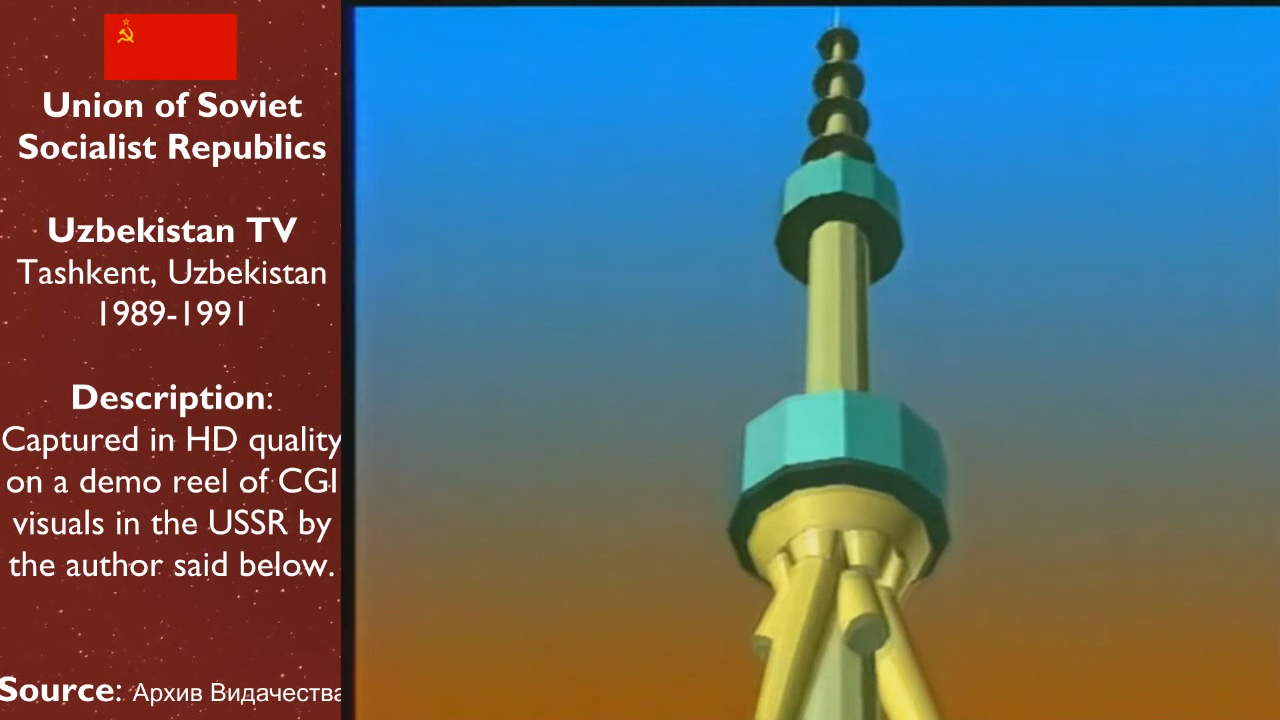 Union of Soviet
Socialist Republics
Uzbekistan TV
Tashkent, Uzbekistan
1989-1991
Description:
Captured in HD quality
on a demo reel of CGI
visuals in the USSR by
the author said below.
Source: Архив Видачества